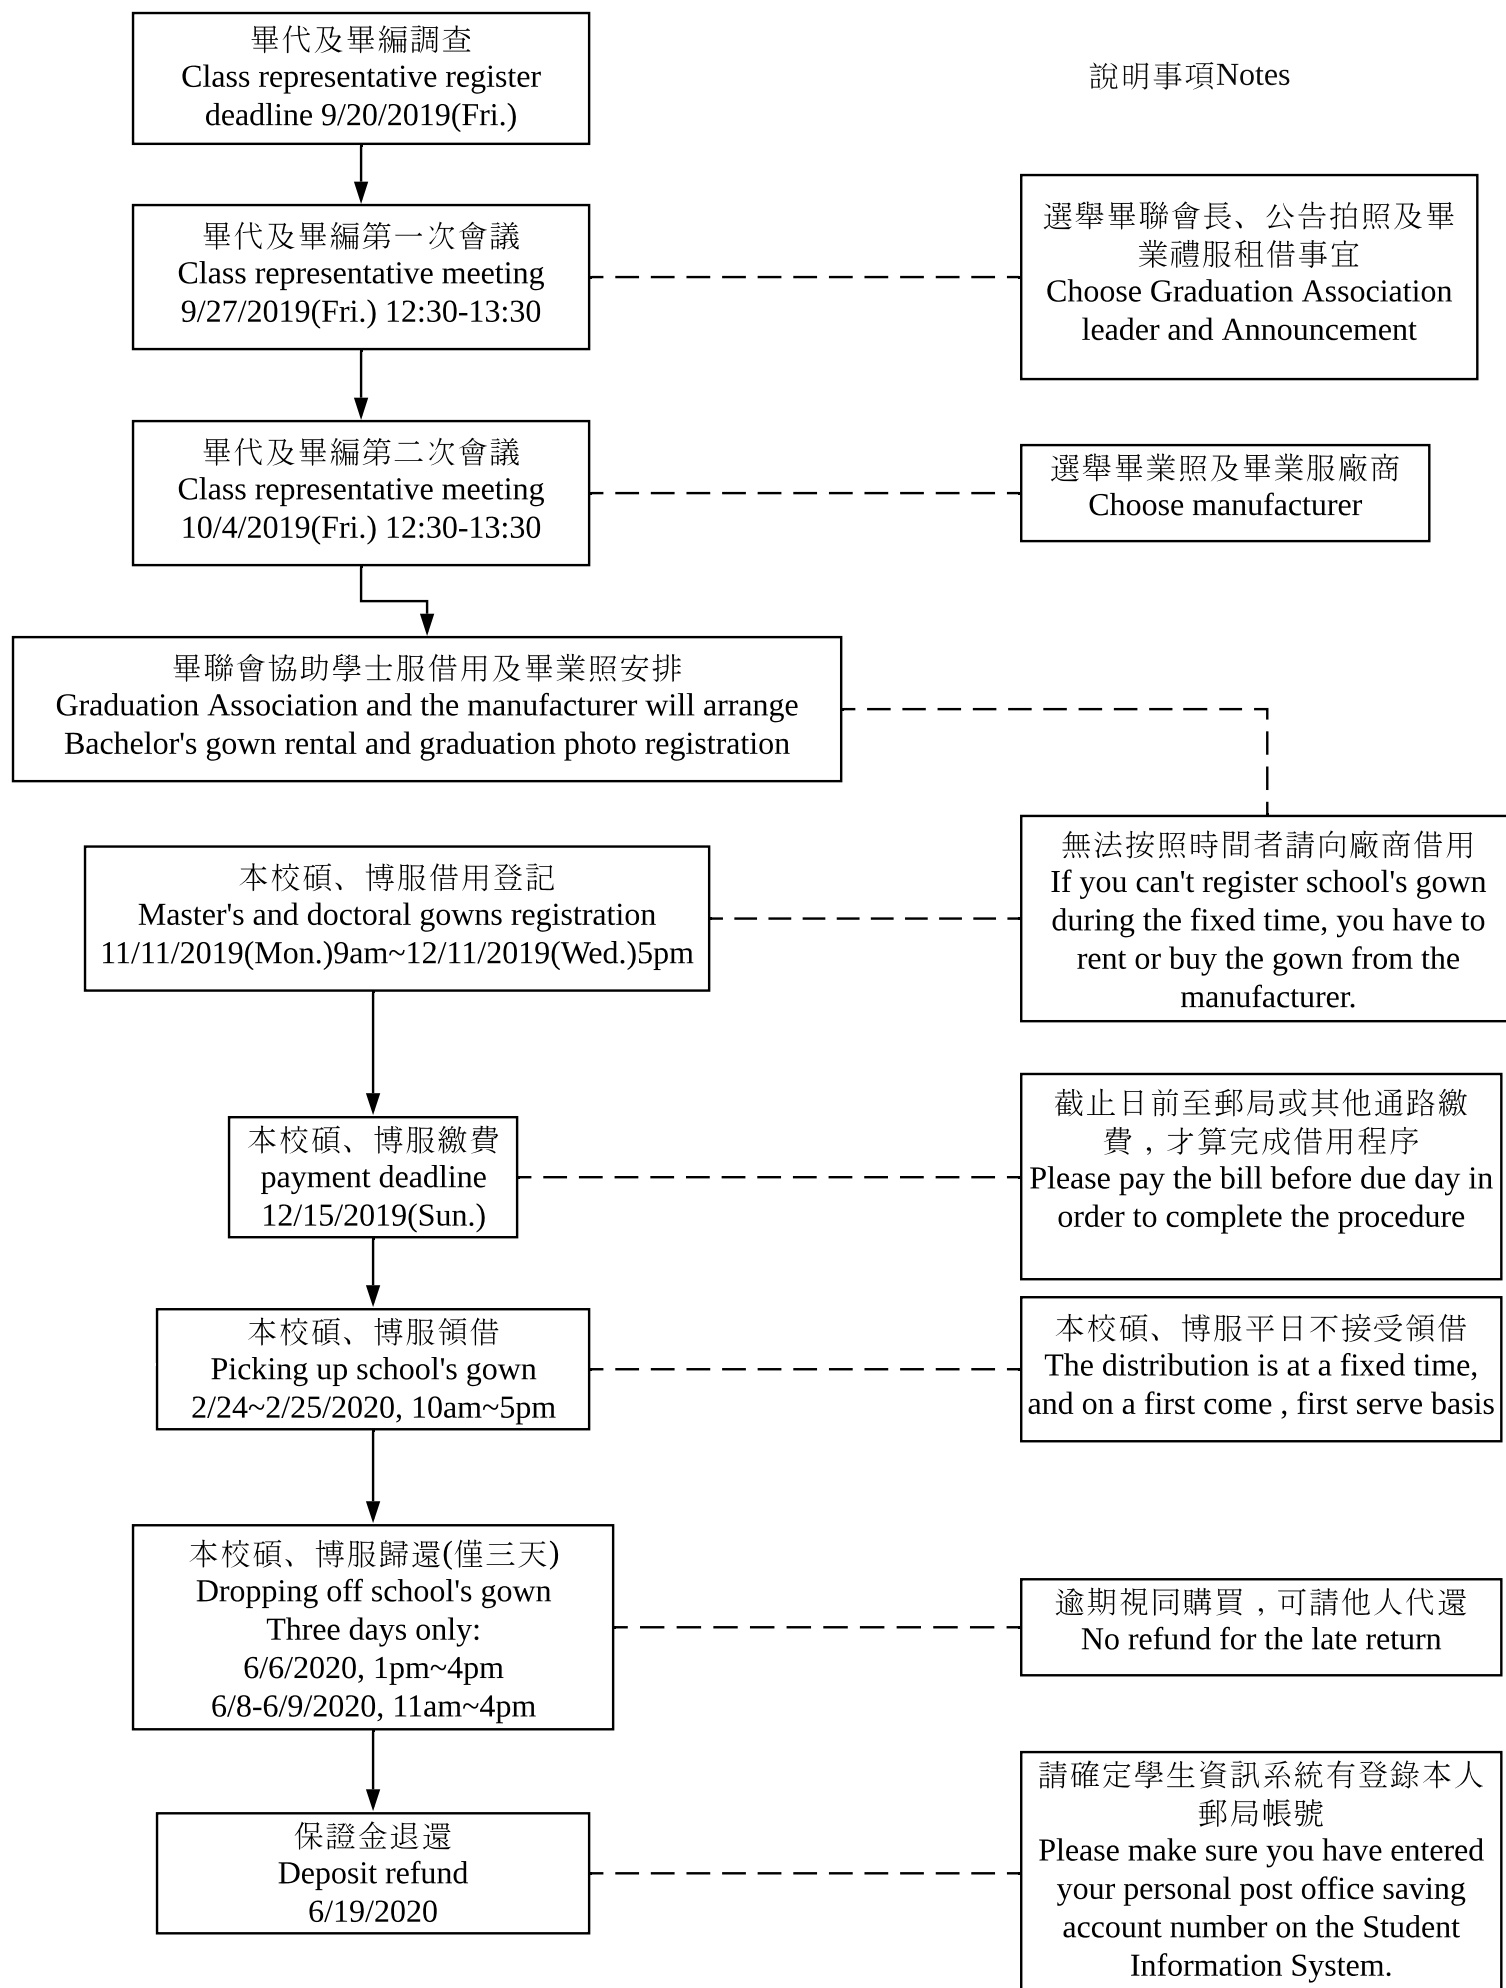 畢代及畢編調查
Class representative register
deadline 9/20/2019(Fri.)
說明事項Notes
畢代及畢編第一次會議
Class representative meeting
9/27/2019(Fri.) 12:30-13:30
選舉畢聯會長、公告拍照及畢
業禮服租借事宜
Choose Graduation Association
leader and Announcement
畢代及畢編第二次會議
Class representative meeting
10/4/2019(Fri.) 12:30-13:30
選舉畢業照及畢業服廠商
Choose manufacturer
畢聯會協助學士服借用及畢業照安排
Graduation Association and the manufacturer will arrange
Bachelor's gown rental and graduation photo registration
無法按照時間者請向廠商借用
If you can't register school's gown
during the fixed time, you have to
rent or buy the gown from the
manufacturer.
本校碩、博服借用登記
Master's and doctoral gowns registration
11/11/2019(Mon.)9am~12/11/2019(Wed.)5pm
本校碩、博服繳費
payment deadline
12/15/2019(Sun.)
截止日前至郵局或其他通路繳
費，才算完成借用程序
Please pay the bill before due day in
order to complete the procedure
本校碩、博服領借
Picking up school's gown
2/24~2/25/2020, 10am~5pm
本校碩、博服平日不接受領借
The distribution is at a fixed time,
and on a first come , first serve basis
本校碩、博服歸還(僅三天)
Dropping off school's gown
Three days only:
6/6/2020, 1pm~4pm
6/8-6/9/2020, 11am~4pm
逾期視同購買，可請他人代還
No refund for the late return
保證金退還
Deposit refund
6/19/2020
請確定學生資訊系統有登錄本人
郵局帳號
Please make sure you have entered
your personal post office saving
account number on the Student
Information System.